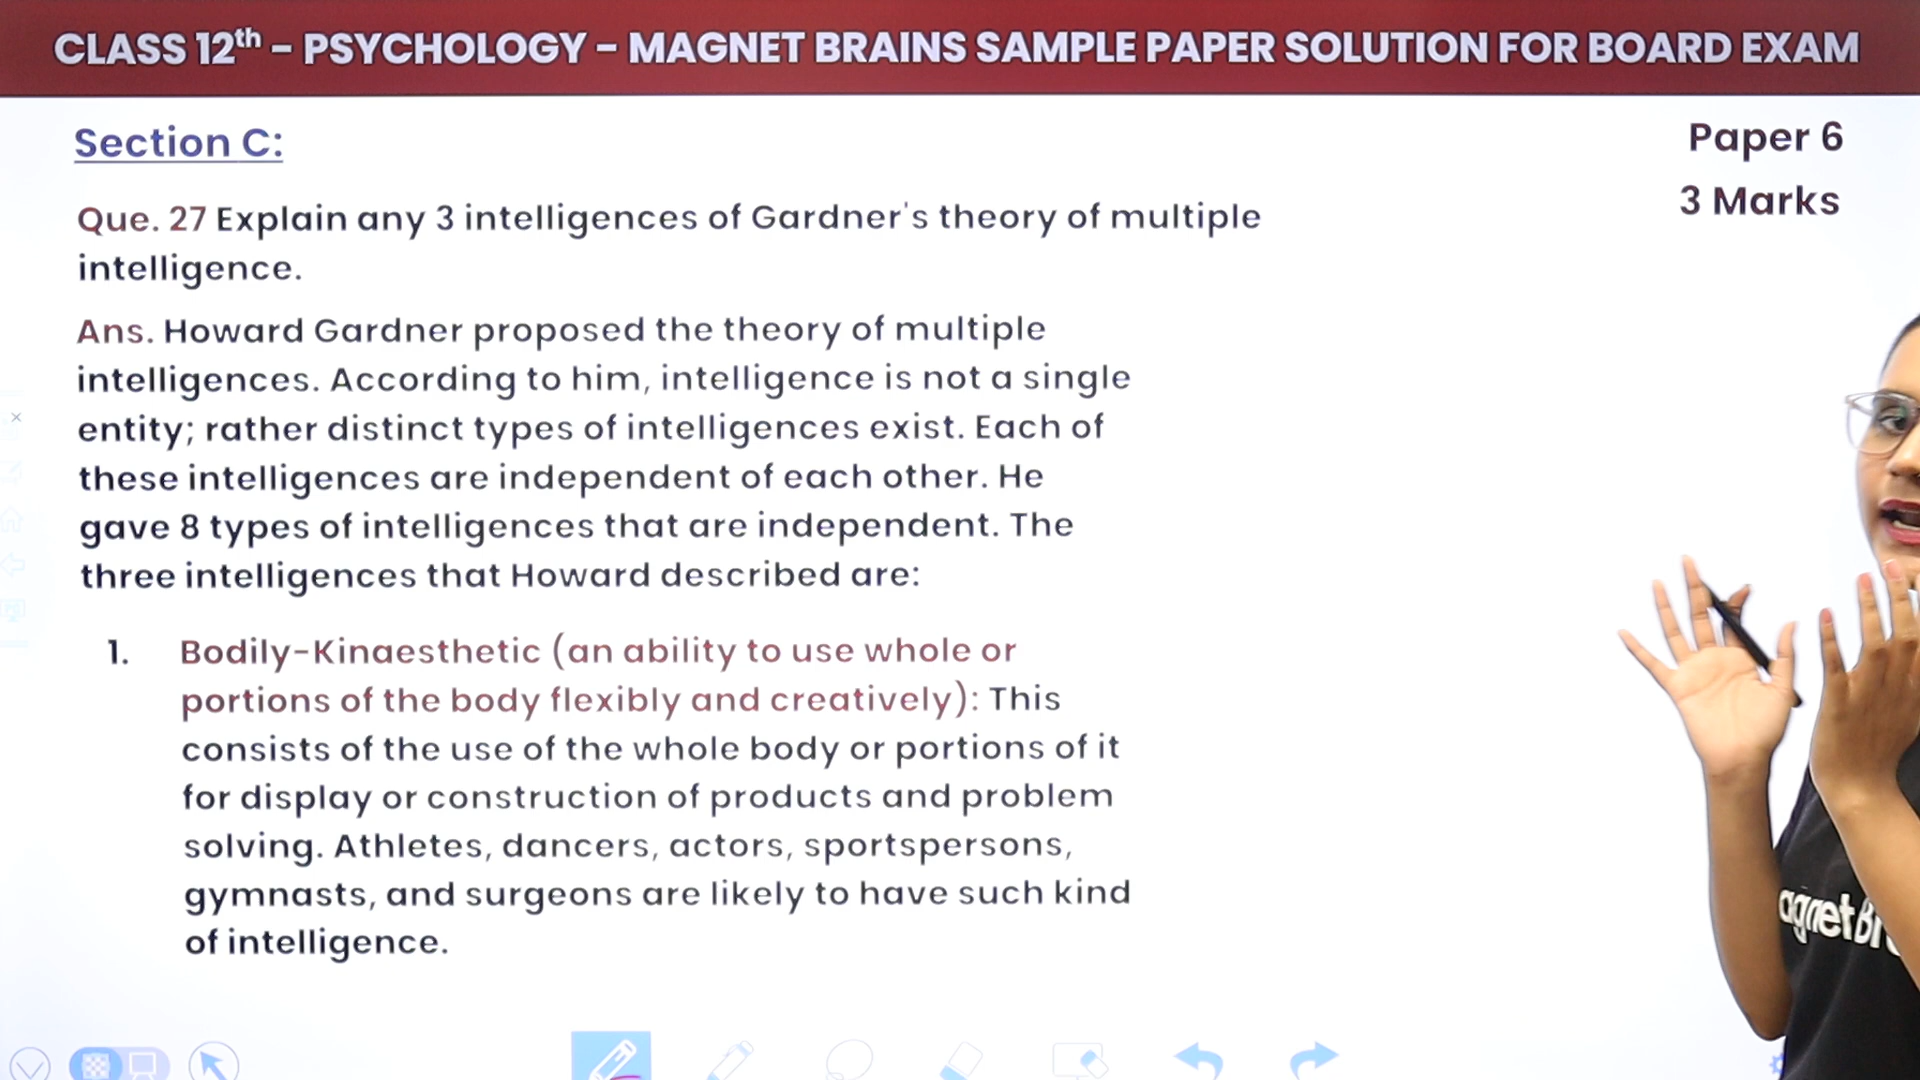 CLASS 12th – PSYCHOLOGY – MAGNET BRAINS SAMPLE PAPER SOLUTION FOR BOARD EXAM
Section C:
Paper 6
3 Marks
Que. 27 Explain any 3 intelligences of Gardner's theory of multiple
intelligence.
Ans. Howard Gardner proposed the theory of multiple
intelligences. According to him, intelligence is not a single
entity; rather distinct types of intelligences exist. Each of
these intelligences are independent of each other. He
gave 8 types of intelligences that are independent. The
three intelligences that Howard described are:
1. Bodily-Kinaesthetic (an ability to use whole or
portions of the body flexibly and creatively): This
consists of the use of the whole body or portions of it
for display or construction of products and problem
solving. Athletes, dancers, actors, sportspersons,
gymnasts, and surgeons are likely to have such kind
of intelligence.